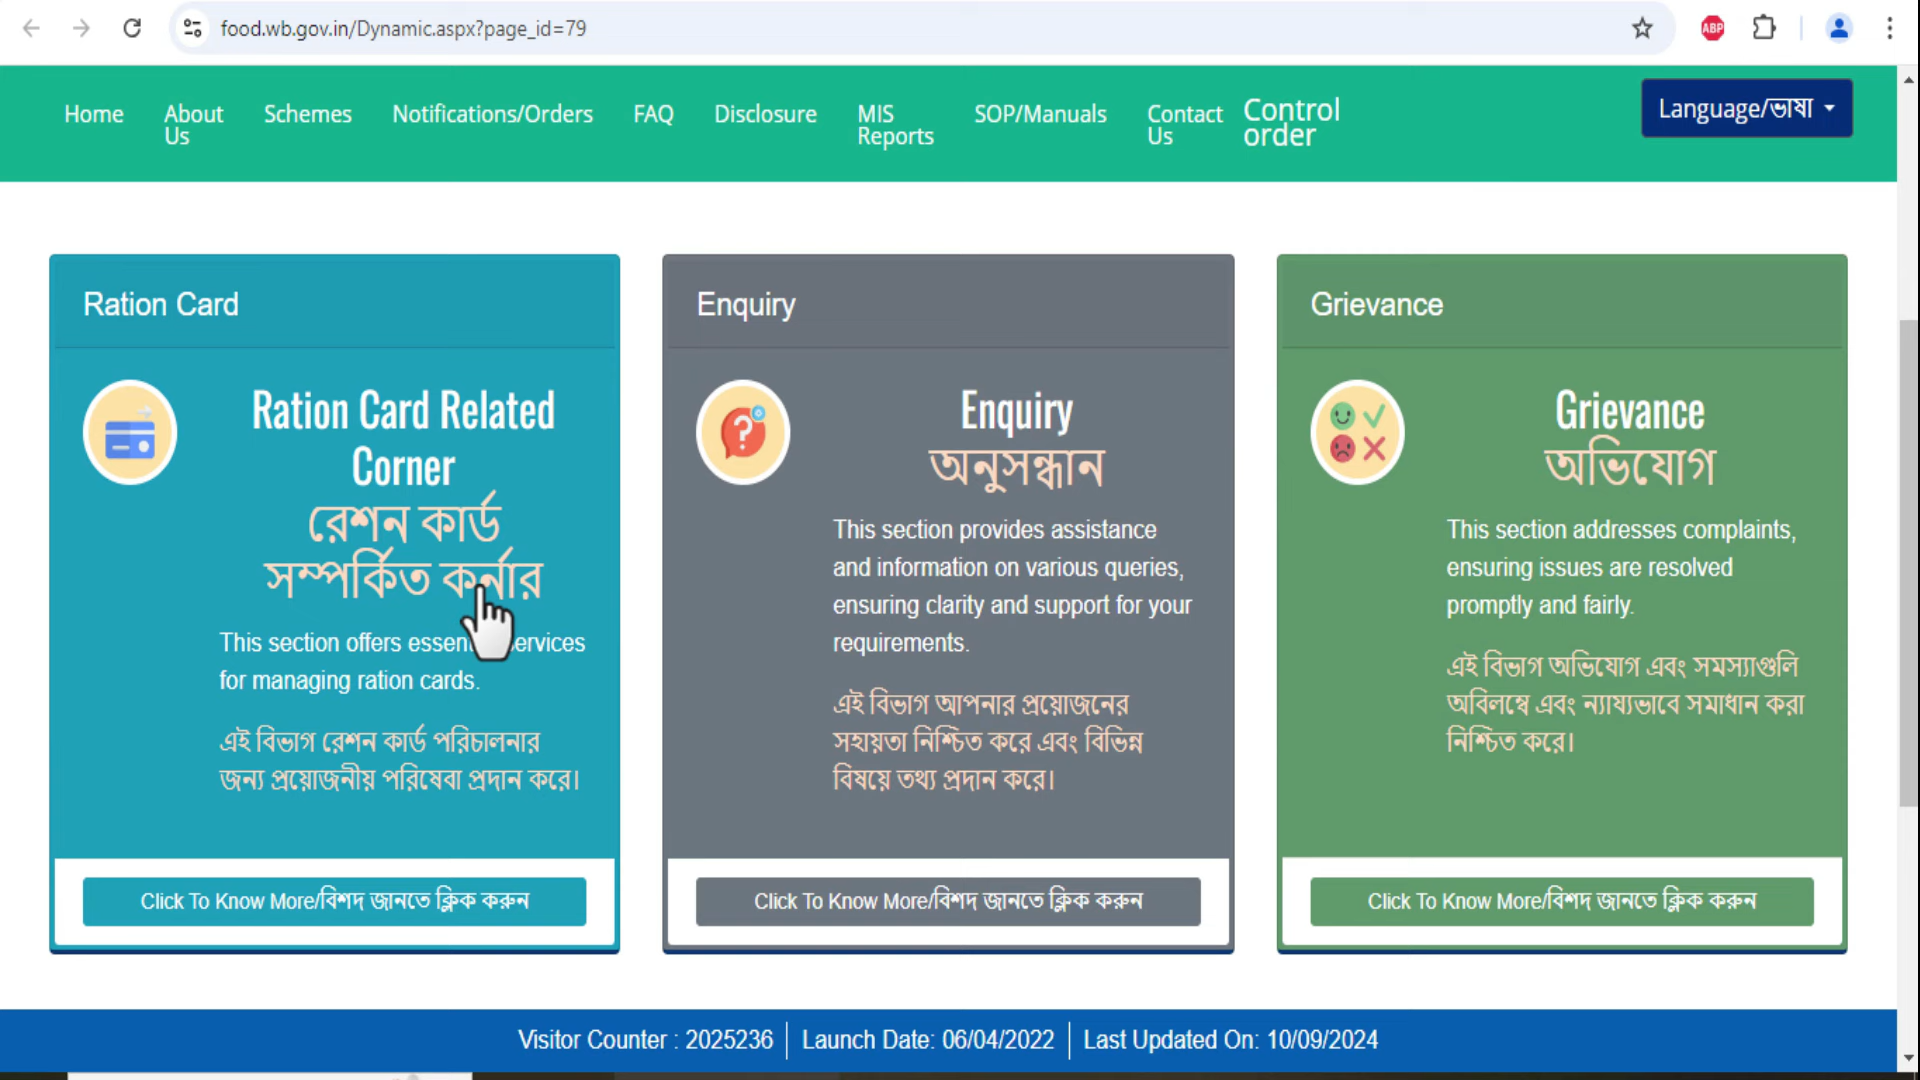 food.wb.gov.in/Dynamic.aspx?page_id=79
ABP
Home
About
Us
Schemes
Notifications/Orders
FAQ
Disclosure
MIS
Reports
SOP/Manuals
Contact
Us
Control
order
Language/ভাষা
Ration Card
Ration Card Related
Corner
রেশন কার্ড
সম্পর্কিত কর্নার
This section offers essen ervices
for managing ration cards.
এই বিভাগ রেশন কার্ড পরিচালনার
জন্য প্রয়োজনীয় পরিষেবা প্রদান করে।
Click To Know More/বিশদ জানতে ক্লিক করুন
Enquiry
Enquiry
অনুসন্ধান
This section provides assistance
and information on various queries,
ensuring clarity and support for your
requirements.
এই বিভাগ আপনার প্রয়োজনের
সহায়তা নিশ্চিত করে এবং বিভিন্ন
বিষয়ে তথ্য প্রদান করে।
Click To Know More/বিশদ জানতে ক্লিক করুন
Grievance
Grievance
অভিযোগ
This section addresses complaints,
ensuring issues are resolved
promptly and fairly.
এই বিভাগ অভিযোগ এবং সমস্যাগুলি
অবিলম্বে এবং ন্যায্যভাবে সমাধান করা
নিশ্চিত করে।
Click To Know More/বিশদ জানতে ক্লিক করুন
Visitor Counter : 2025236 | Launch Date: 06/04/2022 | Last Updated On: 10/09/2024